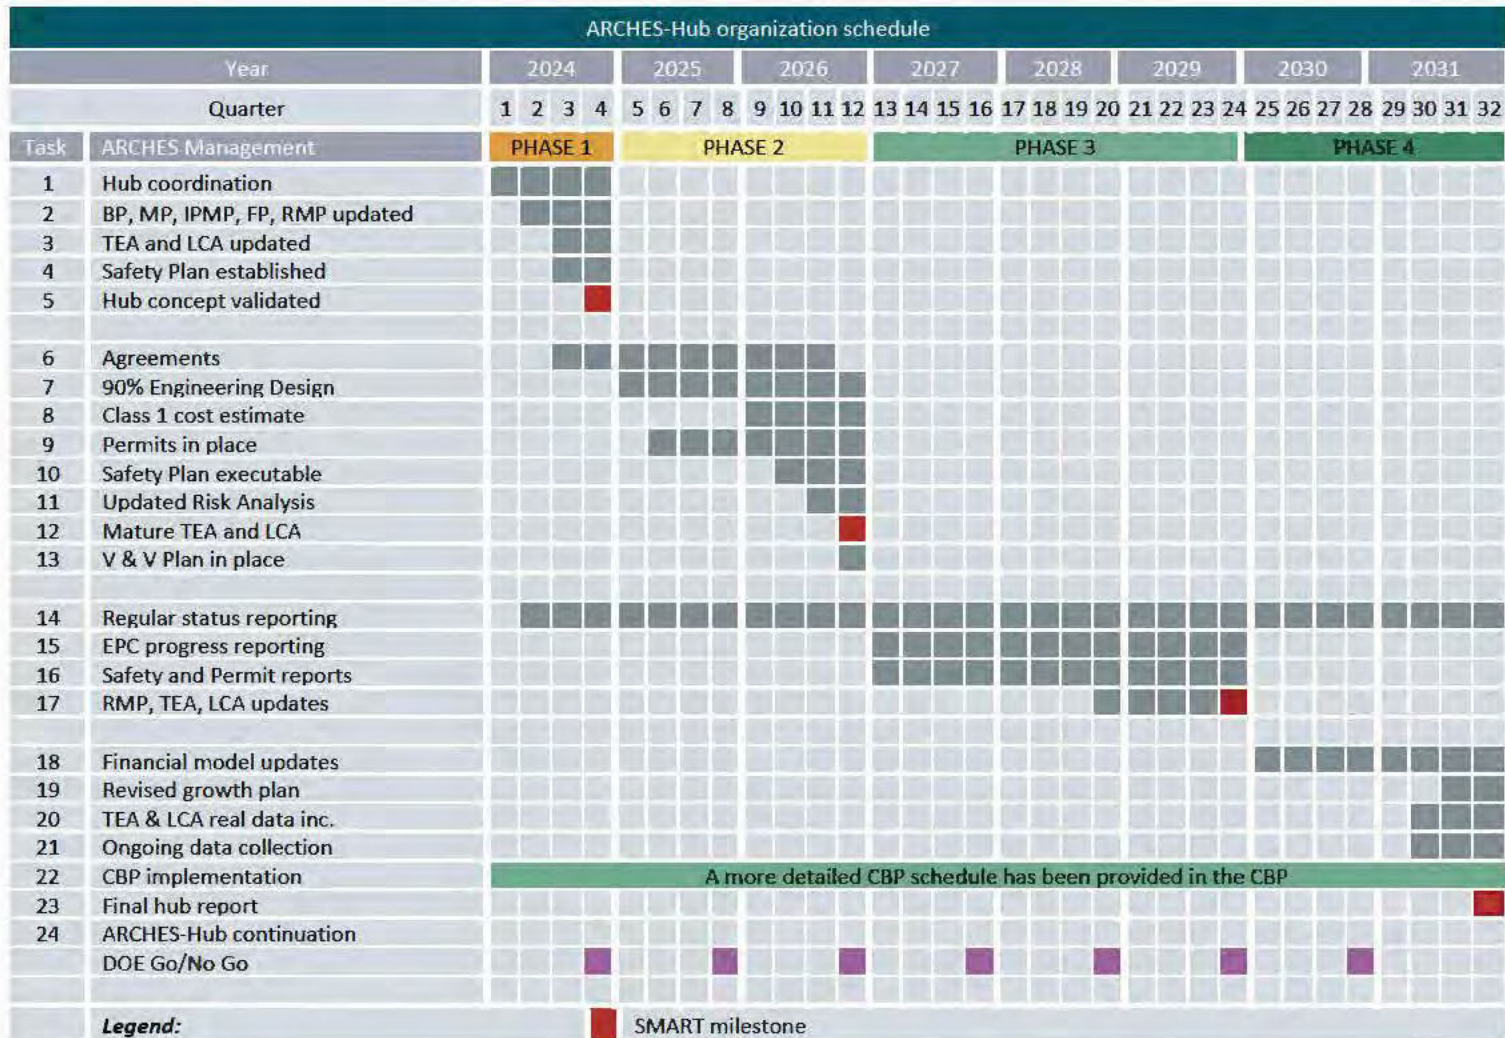 ARCHES-Hub organization schedule
Year 2024 2025 2026 2027 2028 2029 2030 2031
Quarter 1 2 3 4 5 6 7 8 9 10 11 12 13 14 15 16 17 18 19 20 21 22 23 24 25 26 27 28 29 30 31 32
Task ARCHES Management PHASE 1 PHASE 2 PHASE 3 PHASE 4
1 Hub coordination
2 BP, MP, IPMP, FP, RMP updated
3 TEA and LCA updated
4 Safety Plan established
5 Hub concept validated
6 Agreements
7 90% Engineering Design
8 Class 1 cost estimate
9 Permits in place
10 Safety Plan executable
11 Updated Risk Analysis
12 Mature TEA and LCA
13 V & V Plan in place
14 Regular status reporting
15 EPC progress reporting
16 Safety and Permit reports
17 RMP, TEA, LCA updates
18 Financial model updates
19 Revised growth plan
20 TEA & LCA real data inc.
21 Ongoing data collection
22 CBP implementation A more detailed CBP schedule has been provided in the CBP
23 Final hub report
24 ARCHES-Hub continuation
DOE Go/No Go
Legend: SMART milestone